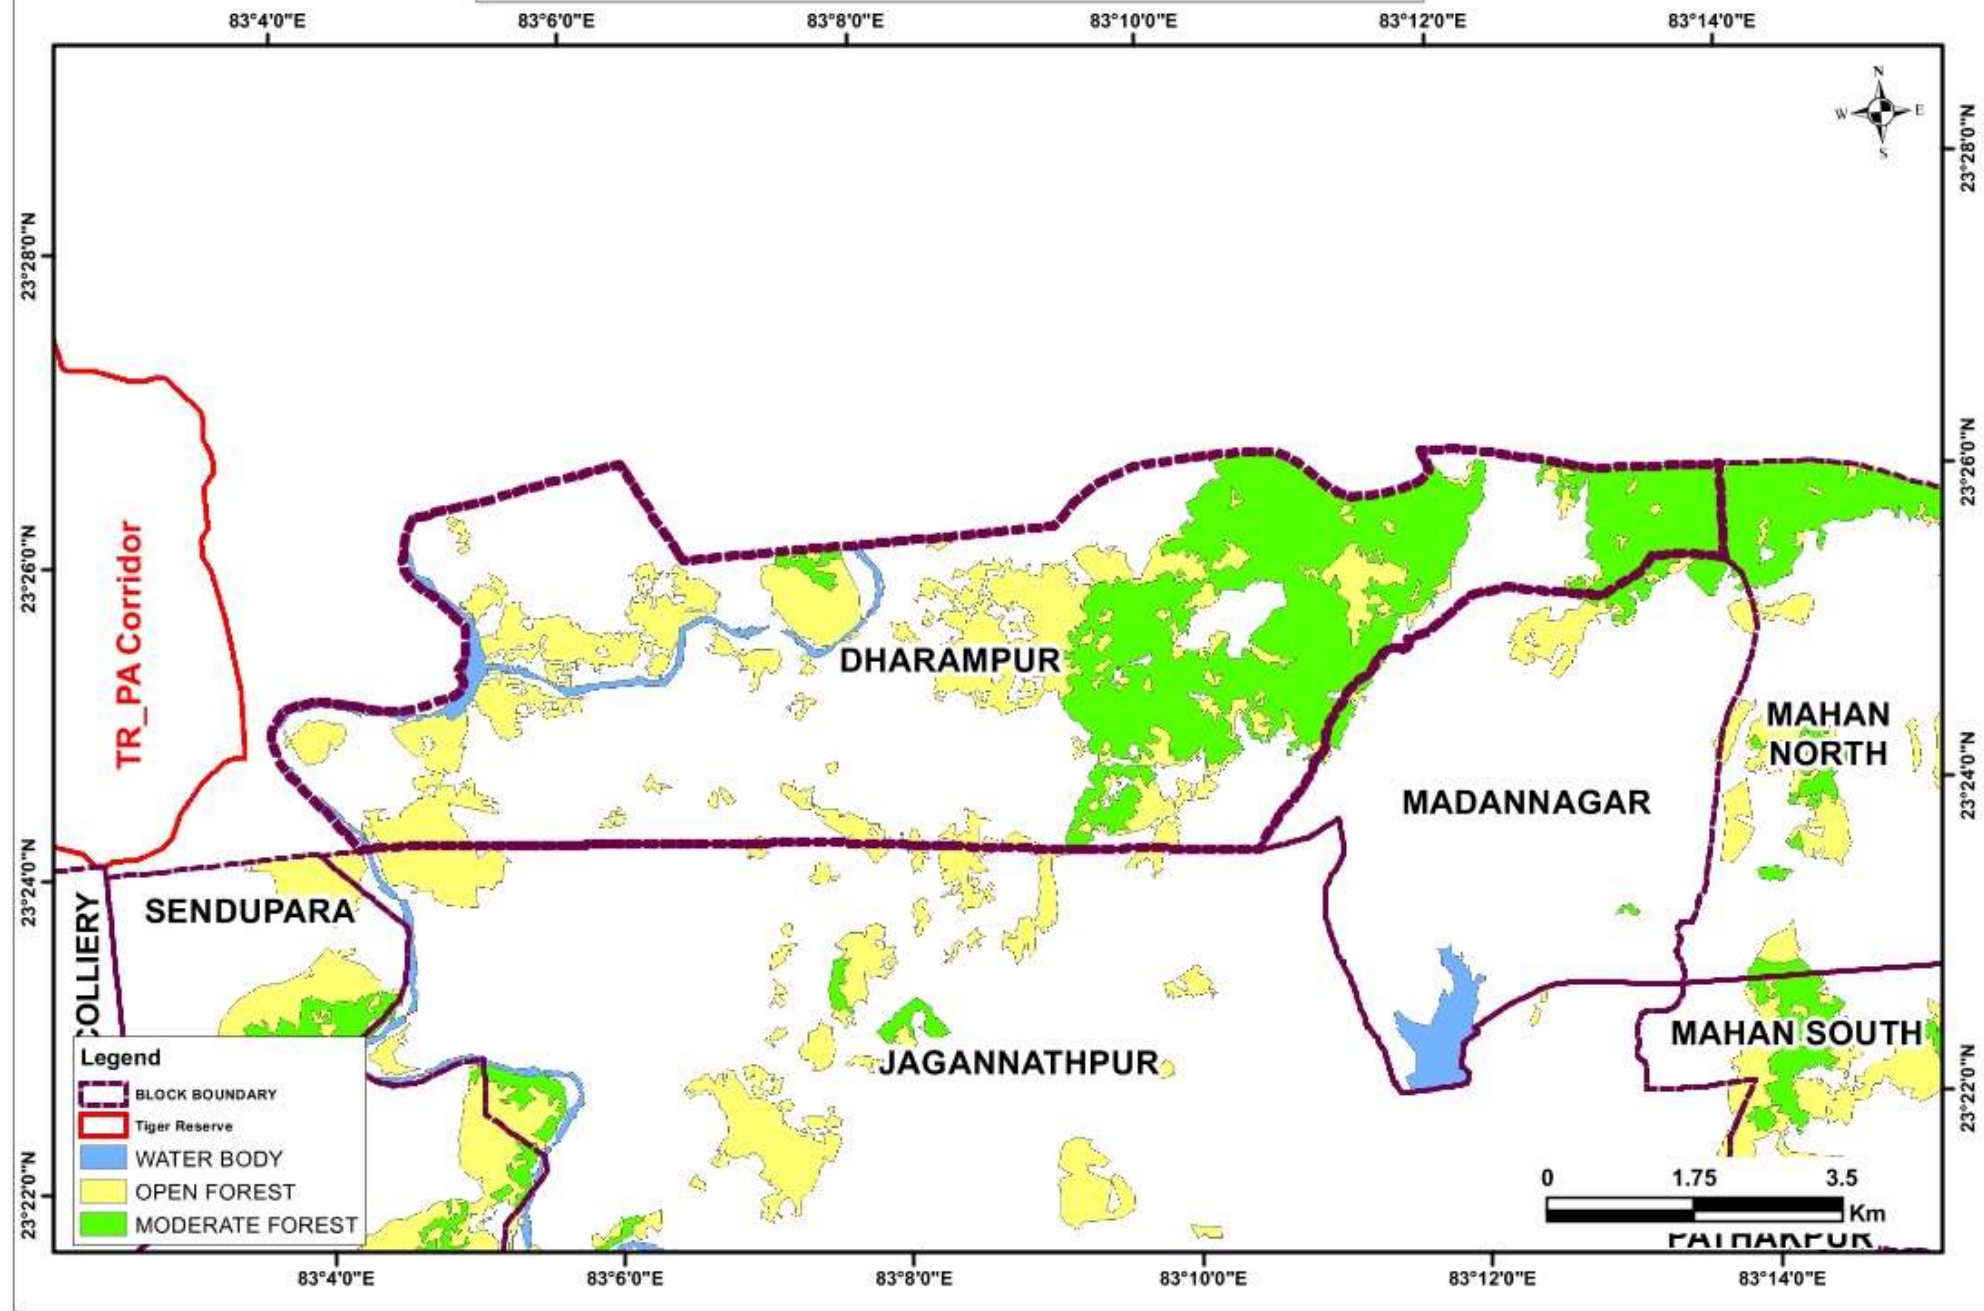 83°4'0"E 83°6'0"E 83°8'0"E 83°10'0"E 83°12'0"E 83°14'0"E
N
W E
S
23°28'0"N
23°28'0"N
23°26'0"N
23°26'0"N
TR_PA Corridor
DHARAMPUR
MAHAN
NORTH
23°24'0"N
MADANNAGAR
23°24'0"N
SENDUPARA
COLLIERY
MAHAN SOUTH
JAGANNATHPUR
23°22'0"N
Legend
BLOCK BOUNDARY
Tiger Reserve
WATER BODY
OPEN FOREST
MODERATE FOREST
23°22'0"N
0 1.75 3.5
Km
PATHAKPUR
83°4'0"E 83°6'0"E 83°8'0"E 83°10'0"E 83°12'0"E 83°14'0"E